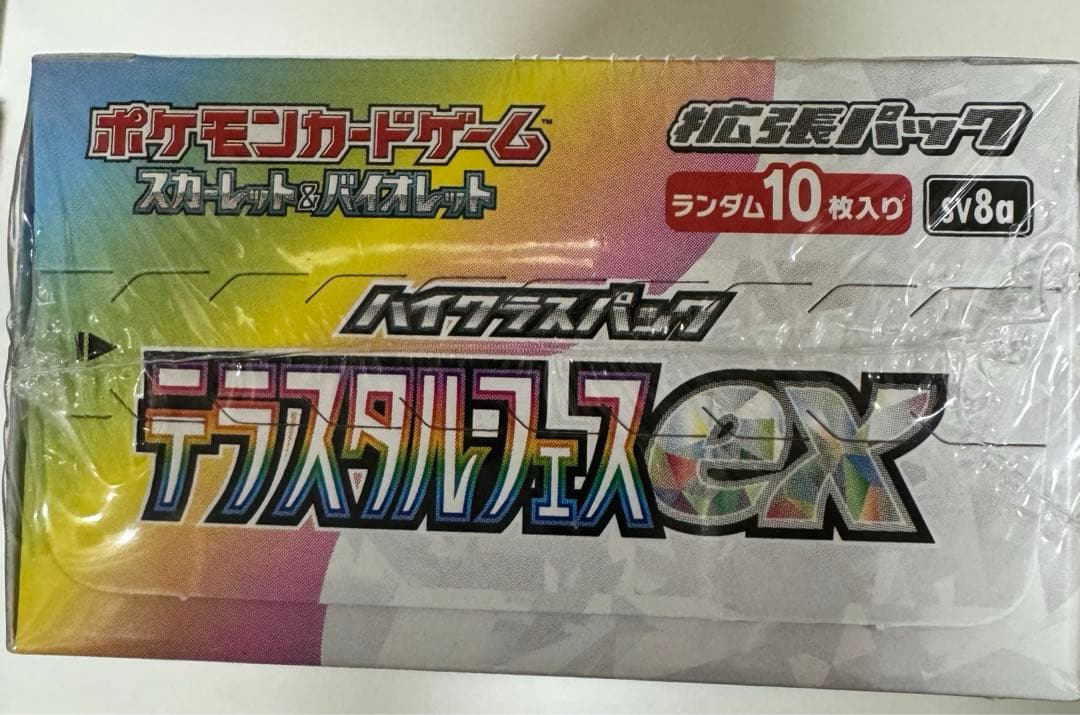 ポケモンカードゲーム™
スカーレット&バイオレット
拡張パック
ランダム10枚入り
sv8a
ハイクラスパック
テラスタルフェスex